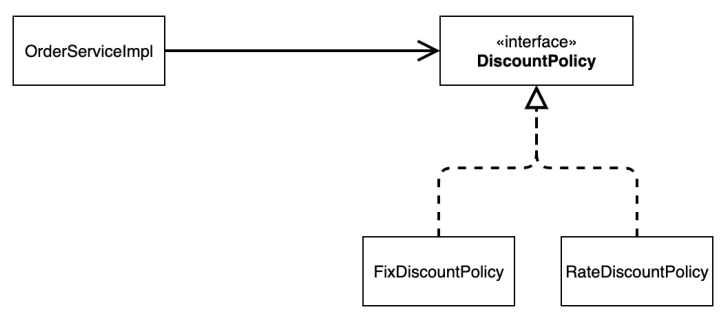 OrderServiceImpl
«interface»
DiscountPolicy
FixDiscountPolicy
RateDiscountPolicy